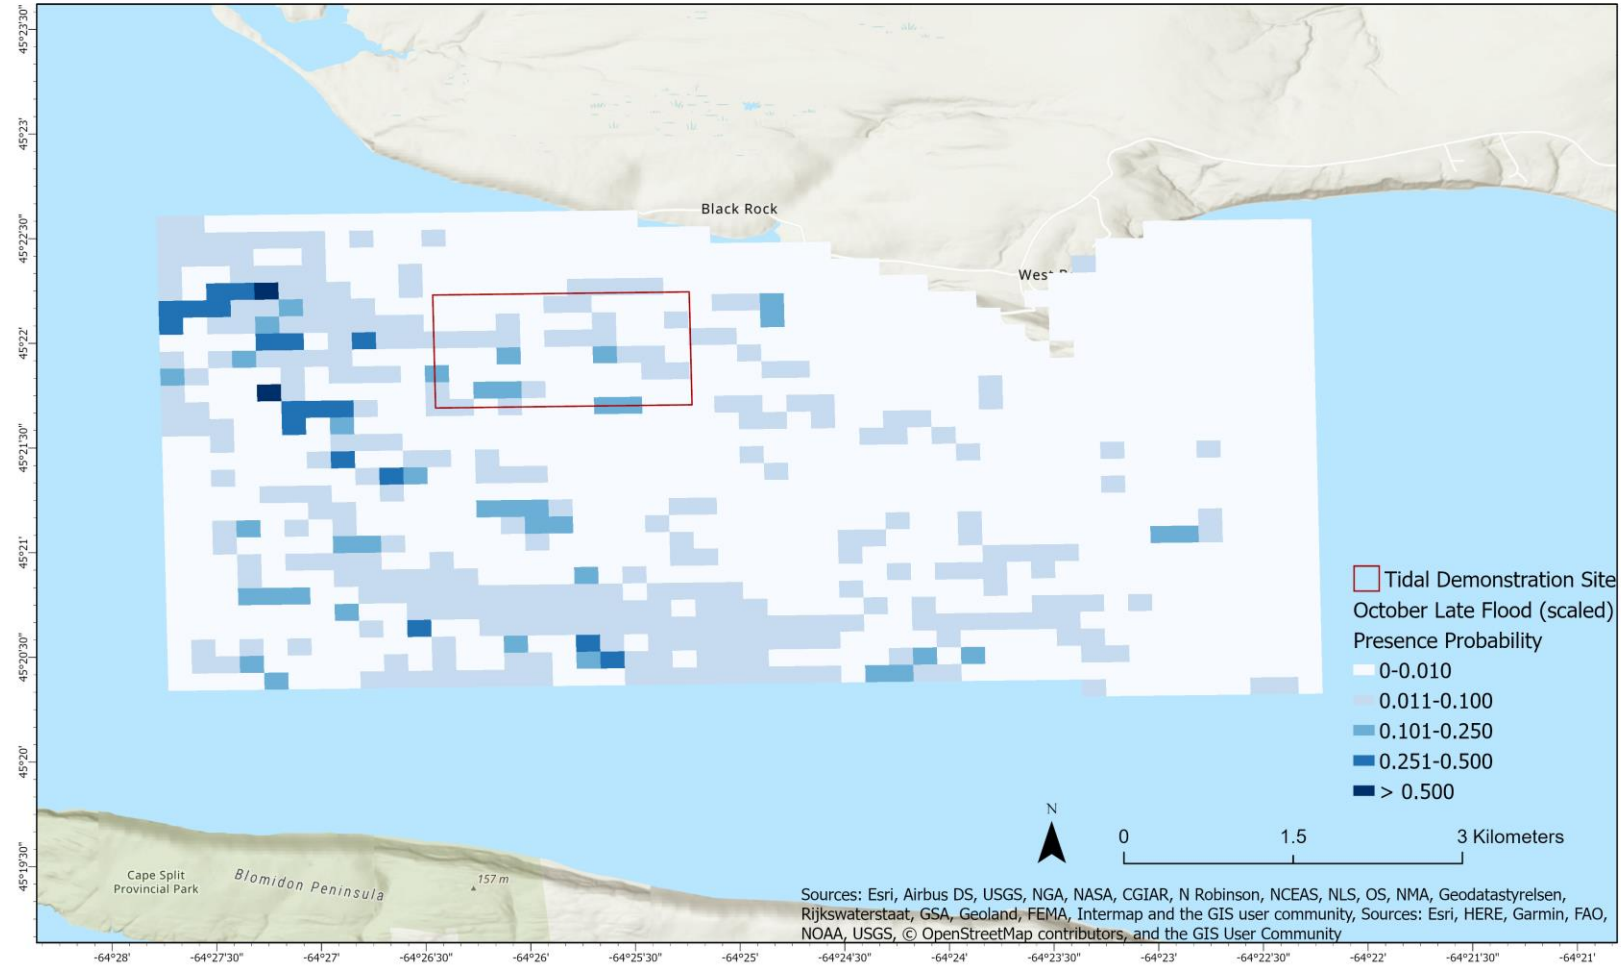 45°23'30"
45°23'
45°22'30"
45°22'
45°21'30"
45°21'
45°20'30"
45°20'
45°19'30"
Black Rock
West
Tidal Demonstration Site
October Late Flood (scaled)
Presence Probability
0-0.010
0.011-0.100
0.101-0.250
0.251-0.500
> 0.500
N
0 1.5 3 Kilometers
Cape Split
Provincial Park
Blomidon Peninsula
157 m
Sources: Esri, Airbus DS, USGS, NGA, NASA, CGIAR, N Robinson, NCEAS, NLS, OS, NMA, Geodatastyrelsen,
Rijkswaterstaat, GSA, Geoland, FEMA, Intermap and the GIS user community, Sources: Esri, HERE, Garmin, FAO,
NOAA, USGS, © OpenStreetMap contributors, and the GIS User Community
-64°28' -64°27'30" -64°27' -64°26'30" -64°26' -64°25'30" -64°25' -64°24'30" -64°24' -64°23'30" -64°23' -64°22'30" -64°22' -64°21'30" -64°21'